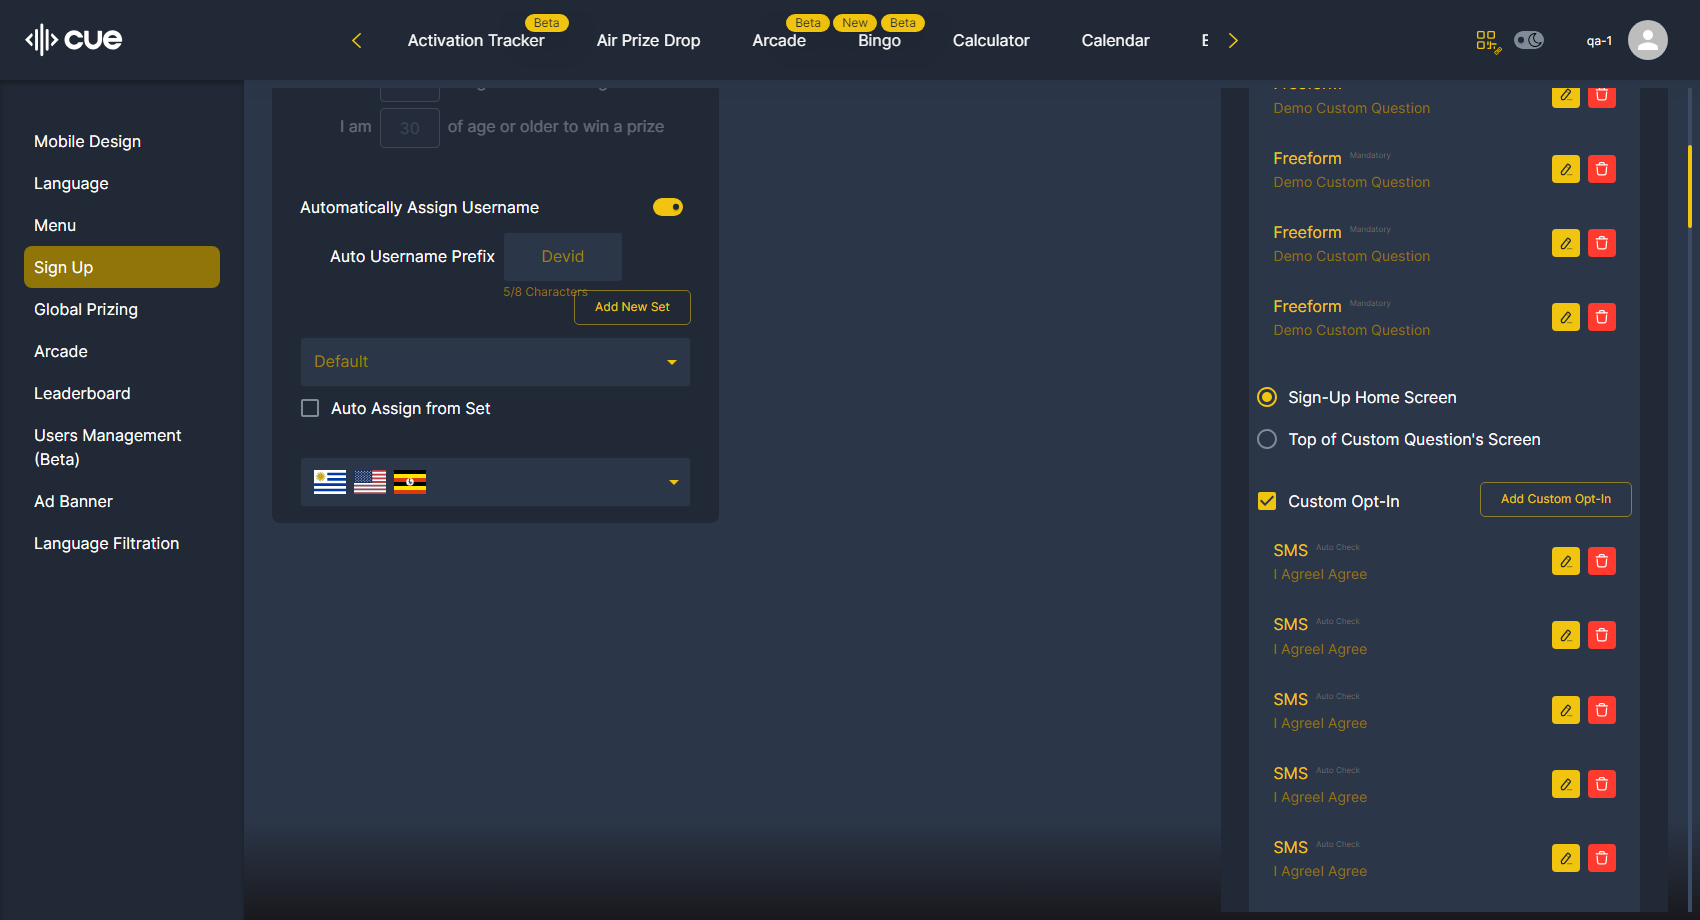 cue
Activation Tracker
Beta
Air Prize Drop
Arcade
Beta
New
Bingo
Beta
Calculator
Calendar
qa-1
Mobile Design
Language
Menu
Sign Up
Global Prizing
Arcade
Leaderboard
Users Management
(Beta)
Ad Banner
Language Filtration
I am 30 of age or older to win a prize
Automatically Assign Username
Auto Username Prefix Devid
5/8 Characters
Add New Set
Default
Auto Assign from Set
Freeform
Demo Custom Question
Freeform Mandatory
Demo Custom Question
Freeform Mandatory
Demo Custom Question
Freeform Mandatory
Demo Custom Question
Sign-Up Home Screen
Top of Custom Question's Screen
Custom Opt-In
Add Custom Opt-In
SMS Auto Check
I AgreeI Agree
SMS Auto Check
I AgreeI Agree
SMS Auto Check
I AgreeI Agree
SMS Auto Check
I AgreeI Agree
SMS Auto Check
I AgreeI Agree